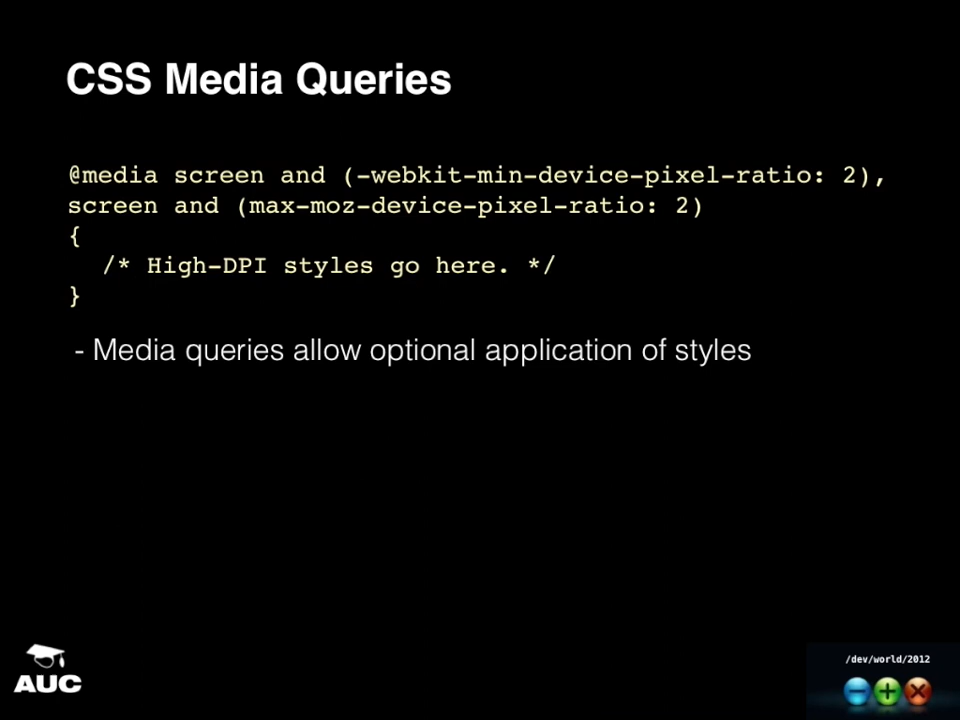 CSS Media Queries
@media screen and (-webkit-min-device-pixel-ratio: 2),
screen and (max-moz-device-pixel-ratio: 2)
{
/* High-DPI styles go here. */
}
- Media queries allow optional application of styles
AUC
/dev/world/2012